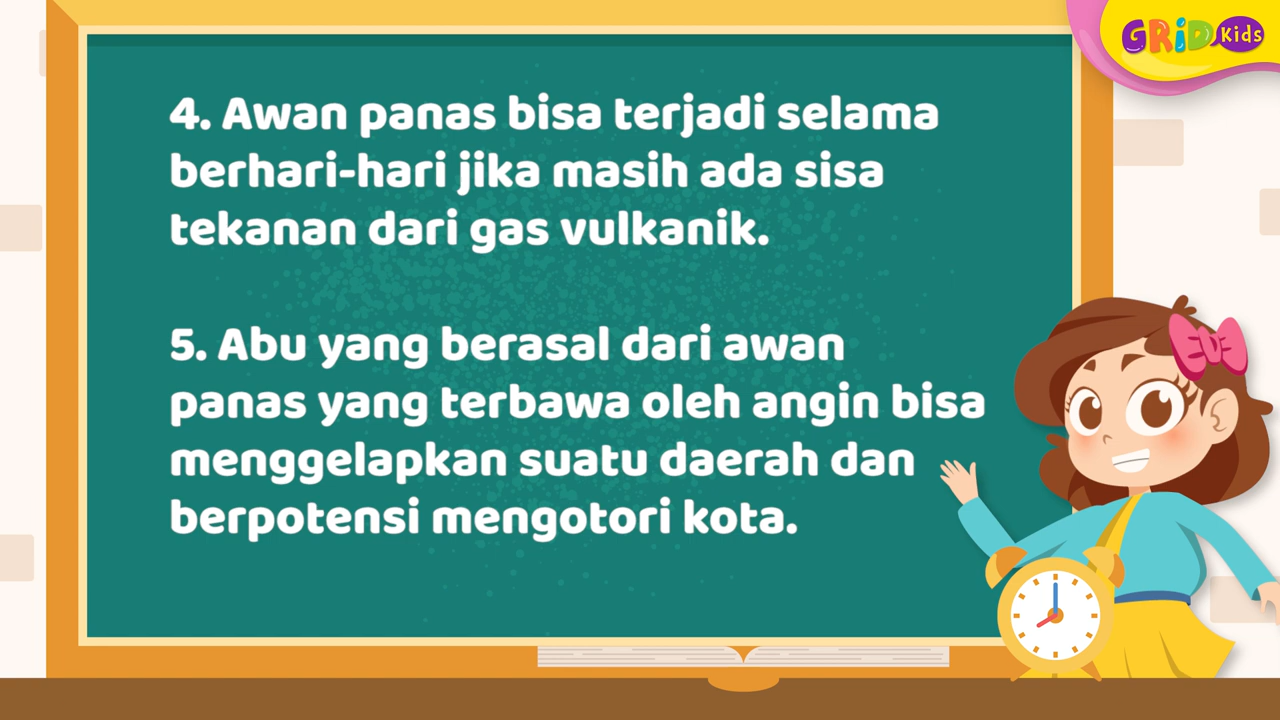 GRID Kids
4. Awan panas bisa terjadi selama
berhari-hari jika masih ada sisa
tekanan dari gas vulkanik.
5. Abu yang berasal dari awan
panas yang terbawa oleh angin bisa
menggelapkan suatu daerah dan
berpotensi mengotori kota.